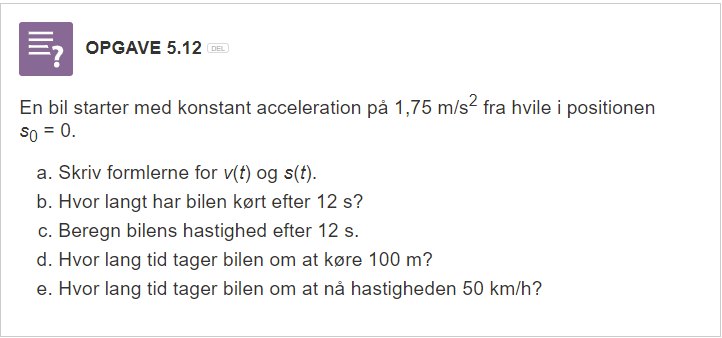 OPGAVE 5.12 DEL
En bil starter med konstant acceleration på 1,75 m/s² fra hvile i positionen
s₀ = 0.
a. Skriv formlerne for v(t) og s(t).
b. Hvor langt har bilen kørt efter 12 s?
c. Beregn bilens hastighed efter 12 s.
d. Hvor lang tid tager bilen om at køre 100 m?
e. Hvor lang tid tager bilen om at nå hastigheden 50 km/h?